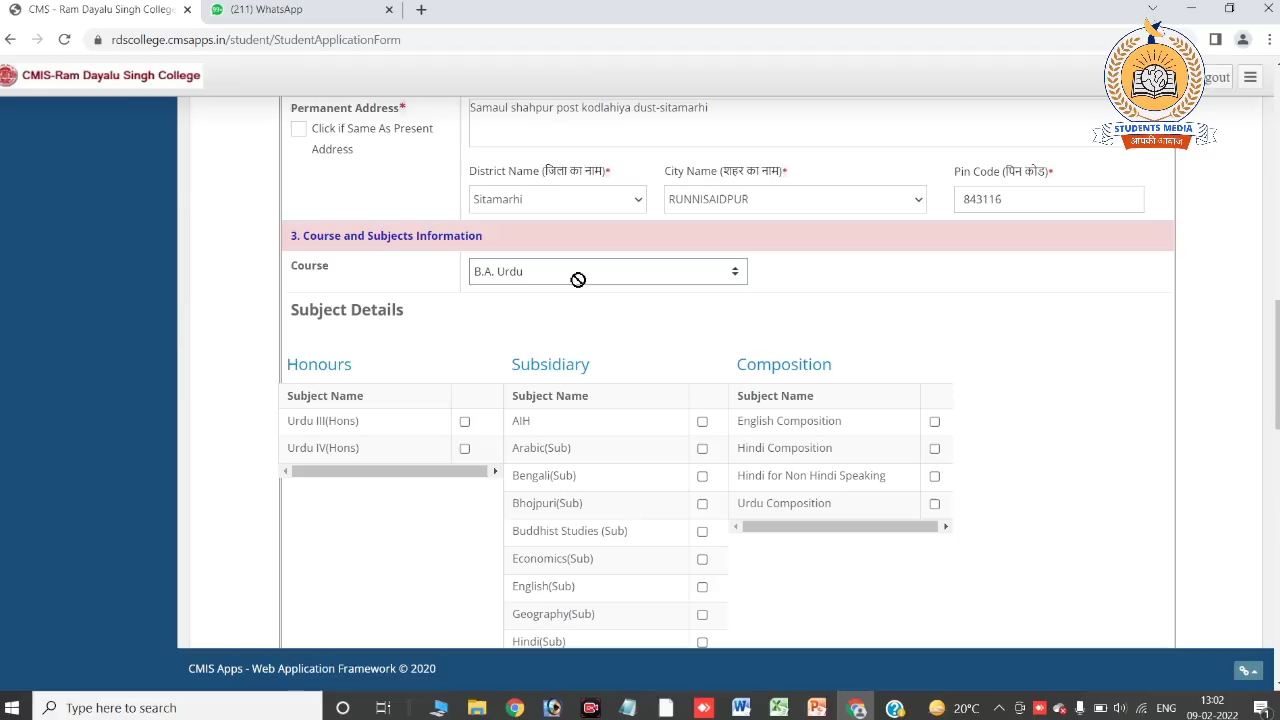 CMIS - Ram Dayalu Singh College
(211) WhatsApp
rdscollege.cmsapps.in/student/StudentApplicationForm
CMIS-Ram Dayalu Singh College
gout
STUDENTS MEDIA
आपकी आवाज
Permanent Address*
Samaul shahpur post kodlahiya dust-sitamarhi
Click if Same As Present
Address
District Name (जिला का नाम)*
City Name (शहर का नाम)*
Pin Code (पिन कोड)*
Sitamarhi
RUNNISAIDPUR
843116
3. Course and Subjects Information
Course
B.A. Urdu
Subject Details
Honours
Subsidiary
Composition
Subject Name
Subject Name
Subject Name
Urdu III(Hons)
AIH
English Composition
Urdu IV(Hons)
Arabic(Sub)
Hindi Composition
Bengali(Sub)
Hindi for Non Hindi Speaking
Bhojpuri(Sub)
Urdu Composition
Buddhist Studies (Sub)
Economics(Sub)
English(Sub)
Geography(Sub)
Hindi(Sub)
CMIS Apps - Web Application Framework © 2020
Type here to search
20°C
ENG
13:02
09-02-2022